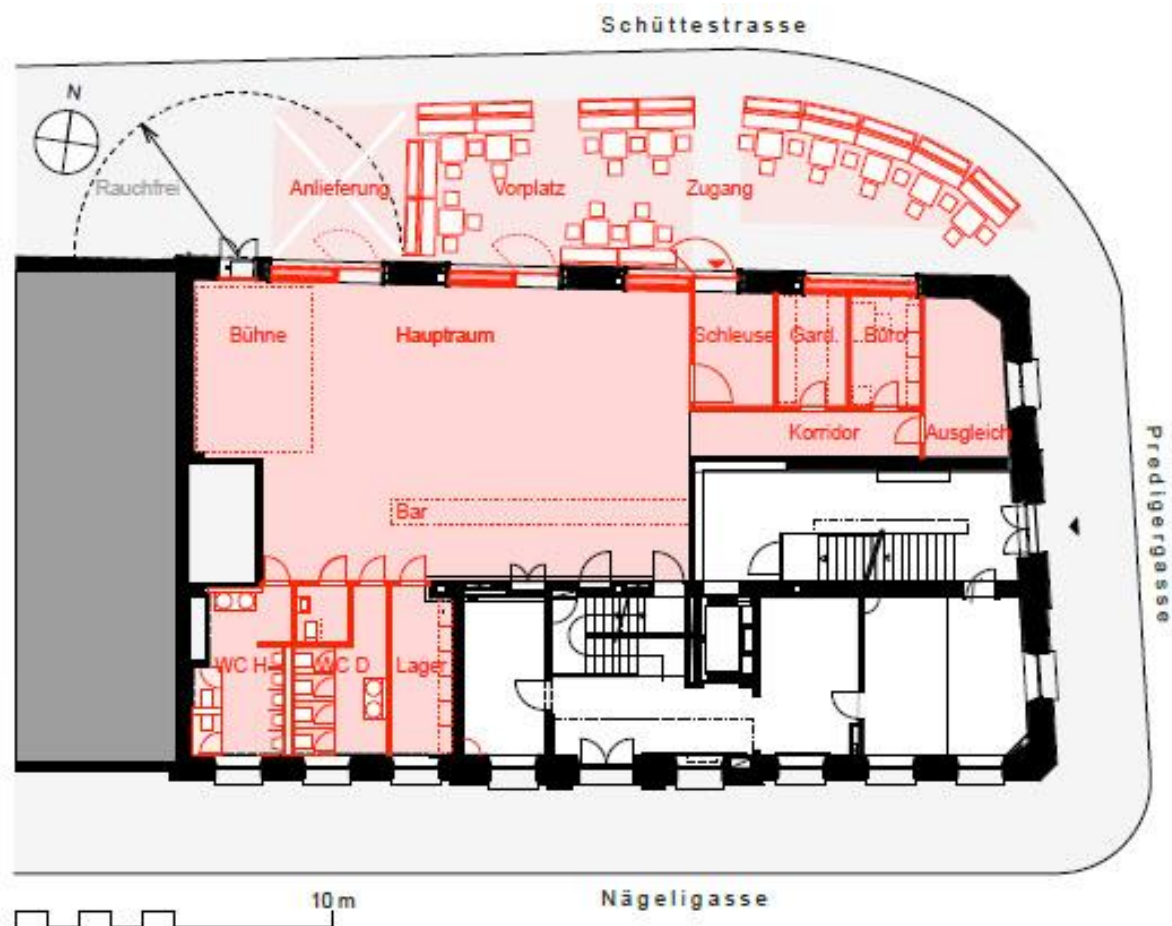 Schüttestrasse
N
Rauchfrei
Anlieferung
Vorplatz
Zugang
Bühne
Hauptraum
Schleuse
Gard.
Büro
Korridor
Ausgleich
Bar
Predigergasse
WC H
WC D
Lager
10 m
Nägeligasse